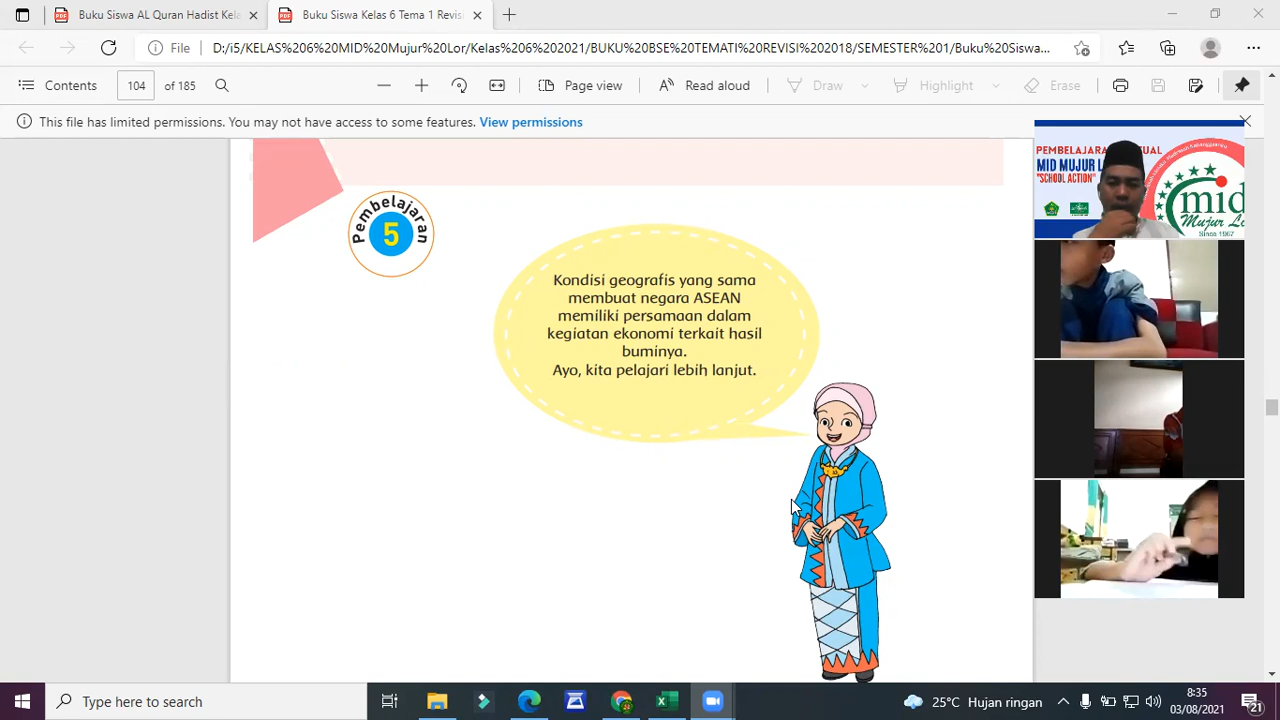 Buku Siswa AL Quran Hadist Kela
Buku Siswa Kelas 6 Tema 1 Revisi
File
D:/i5/KELAS%206%20MID%20Mujur%20Lor/Kelas%206%202021/BUKU%20BSE%20TEMATI%20REVISI%202018/SEMESTER%201/Buku%20Siswa...
Contents
104
of 185
Page view
Read aloud
Draw
Highlight
Erase
This file has limited permissions. You may not have access to some features. View permissions
Pembelajaran
5
Kondisi geografis yang sama
membuat negara ASEAN
memiliki persamaan dalam
kegiatan ekonomi terkait hasil
buminya.
Ayo, kita pelajari lebih lanjut.
MID MUJUR L
"SCHOOL ACTION"
mid
Mujur Lo
Since 1967
Type here to search
25°C Hujan ringan
8:35
03/08/2021
21